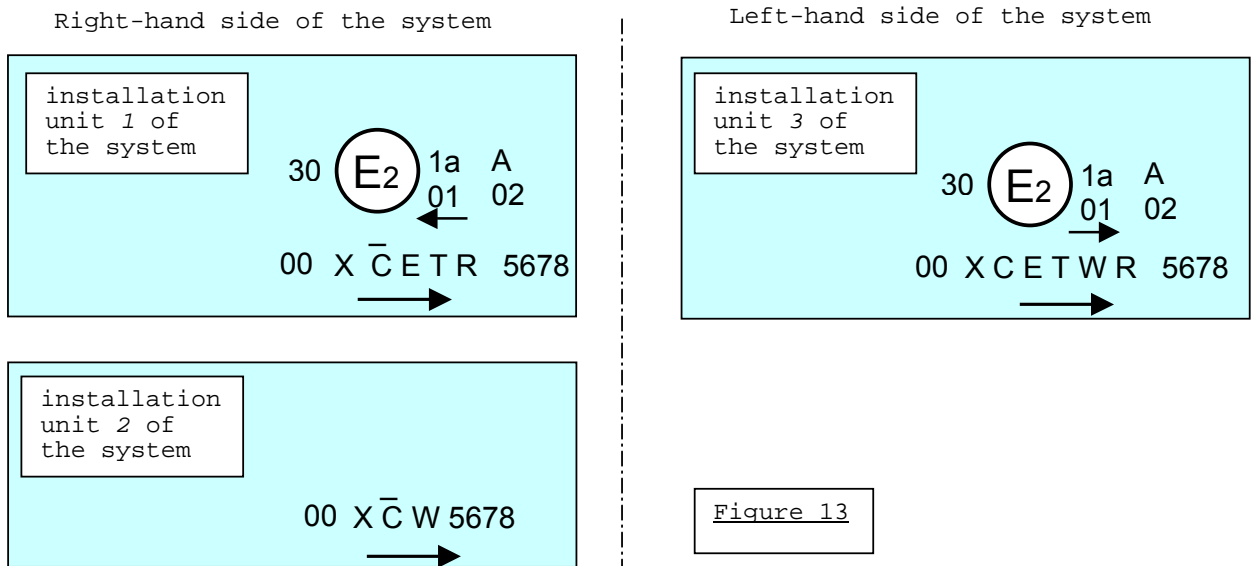 Right-hand side of the system
Left-hand side of the system
installation
unit 1 of
the system
30 E2 1a A
01 02
00 X C̅ E T R 5678
installation
unit 3 of
the system
30 E2 1a A
01 02
00 X C E T W R 5678
installation
unit 2 of
the system
00 X C̅ W 5678
Figure 13